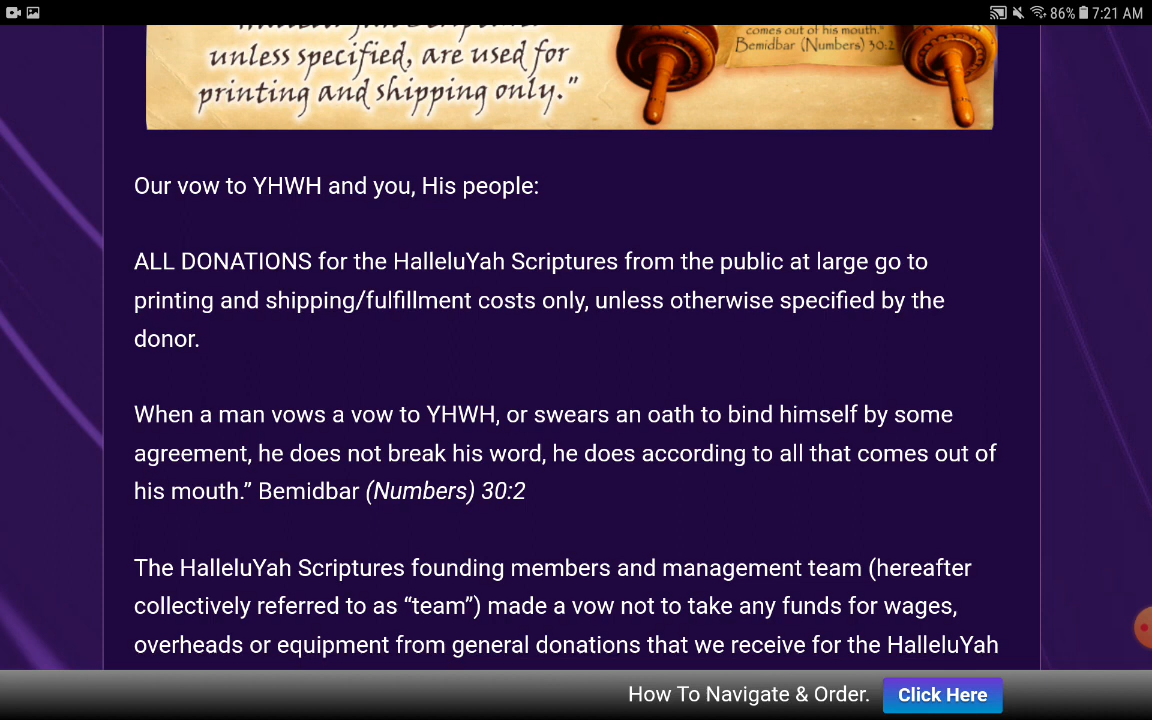 86% 7:21 AM
unless specified, are used for
printing and shipping only."
comes out of his mouth."
Bemidbar (Numbers) 30:2
Our vow to YHWH and you, His people:
ALL DONATIONS for the HalleluYah Scriptures from the public at large go to
printing and shipping/fulfillment costs only, unless otherwise specified by the
donor.
When a man vows a vow to YHWH, or swears an oath to bind himself by some
agreement, he does not break his word, he does according to all that comes out of
his mouth.” Bemidbar (Numbers) 30:2
The HalleluYah Scriptures founding members and management team (hereafter
collectively referred to as “team”) made a vow not to take any funds for wages,
overheads or equipment from general donations that we receive for the HalleluYah
How To Navigate & Order. Click Here